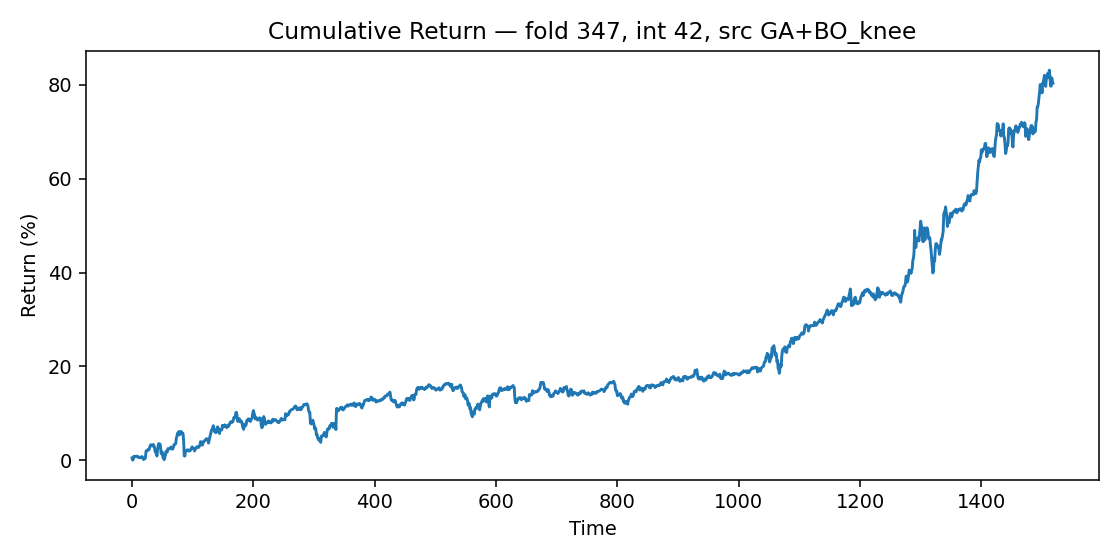 Cumulative Return — fold 347, int 42, src GA+BO_knee
Return (%)
80
60
40
20
0
0 200 400 600 800 1000 1200 1400
Time